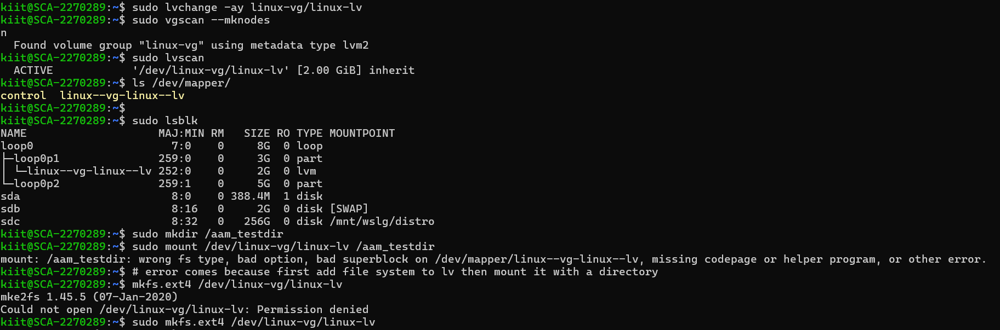 kiit@SCA-2270289:~$ sudo lvchange -ay linux-vg/linux-lv
kiit@SCA-2270289:~$ sudo vgscan --mknodes
n
  Found volume group "linux-vg" using metadata type lvm2
kiit@SCA-2270289:~$ sudo lvscan
  ACTIVE            '/dev/linux-vg/linux-lv' [2.00 GiB] inherit
kiit@SCA-2270289:~$ ls /dev/mapper/
control  linux--vg-linux--lv
kiit@SCA-2270289:~$
kiit@SCA-2270289:~$ sudo lsblk
NAME                    MAJ:MIN RM   SIZE RO TYPE MOUNTPOINT
loop0                     7:0    0     8G  0 loop
├─loop0p1               259:0    0     3G  0 part
│ └─linux--vg-linux--lv 252:0    0     2G  0 lvm
└─loop0p2               259:1    0     5G  0 part
sda                       8:0    0 388.4M  1 disk
sdb                       8:16   0     2G  0 disk [SWAP]
sdc                       8:32   0   256G  0 disk /mnt/wslg/distro
kiit@SCA-2270289:~$ sudo mkdir /aam_testdir
kiit@SCA-2270289:~$ sudo mount /dev/linux-vg/linux-lv /aam_testdir
mount: /aam_testdir: wrong fs type, bad option, bad superblock on /dev/mapper/linux--vg-linux--lv, missing codepage or helper program, or other error.
kiit@SCA-2270289:~$ # error comes because first add file system to lv then mount it with a directory
kiit@SCA-2270289:~$ mkfs.ext4 /dev/linux-vg/linux-lv
mke2fs 1.45.5 (07-Jan-2020)
Could not open /dev/linux-vg/linux-lv: Permission denied
kiit@SCA-2270289:~$ sudo mkfs.ext4 /dev/linux-vg/linux-lv